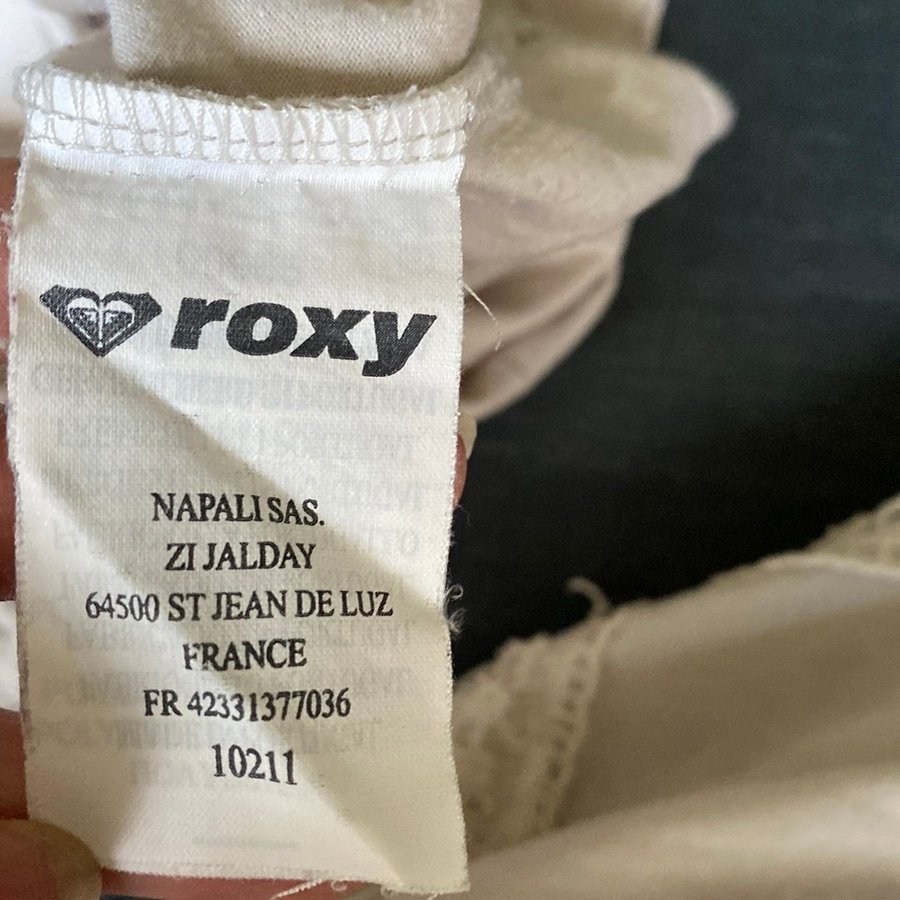 roxy
NAPALI SAS.
ZI JALDAY
64500 ST JEAN DE LUZ
FRANCE
FR 42331377036
10211